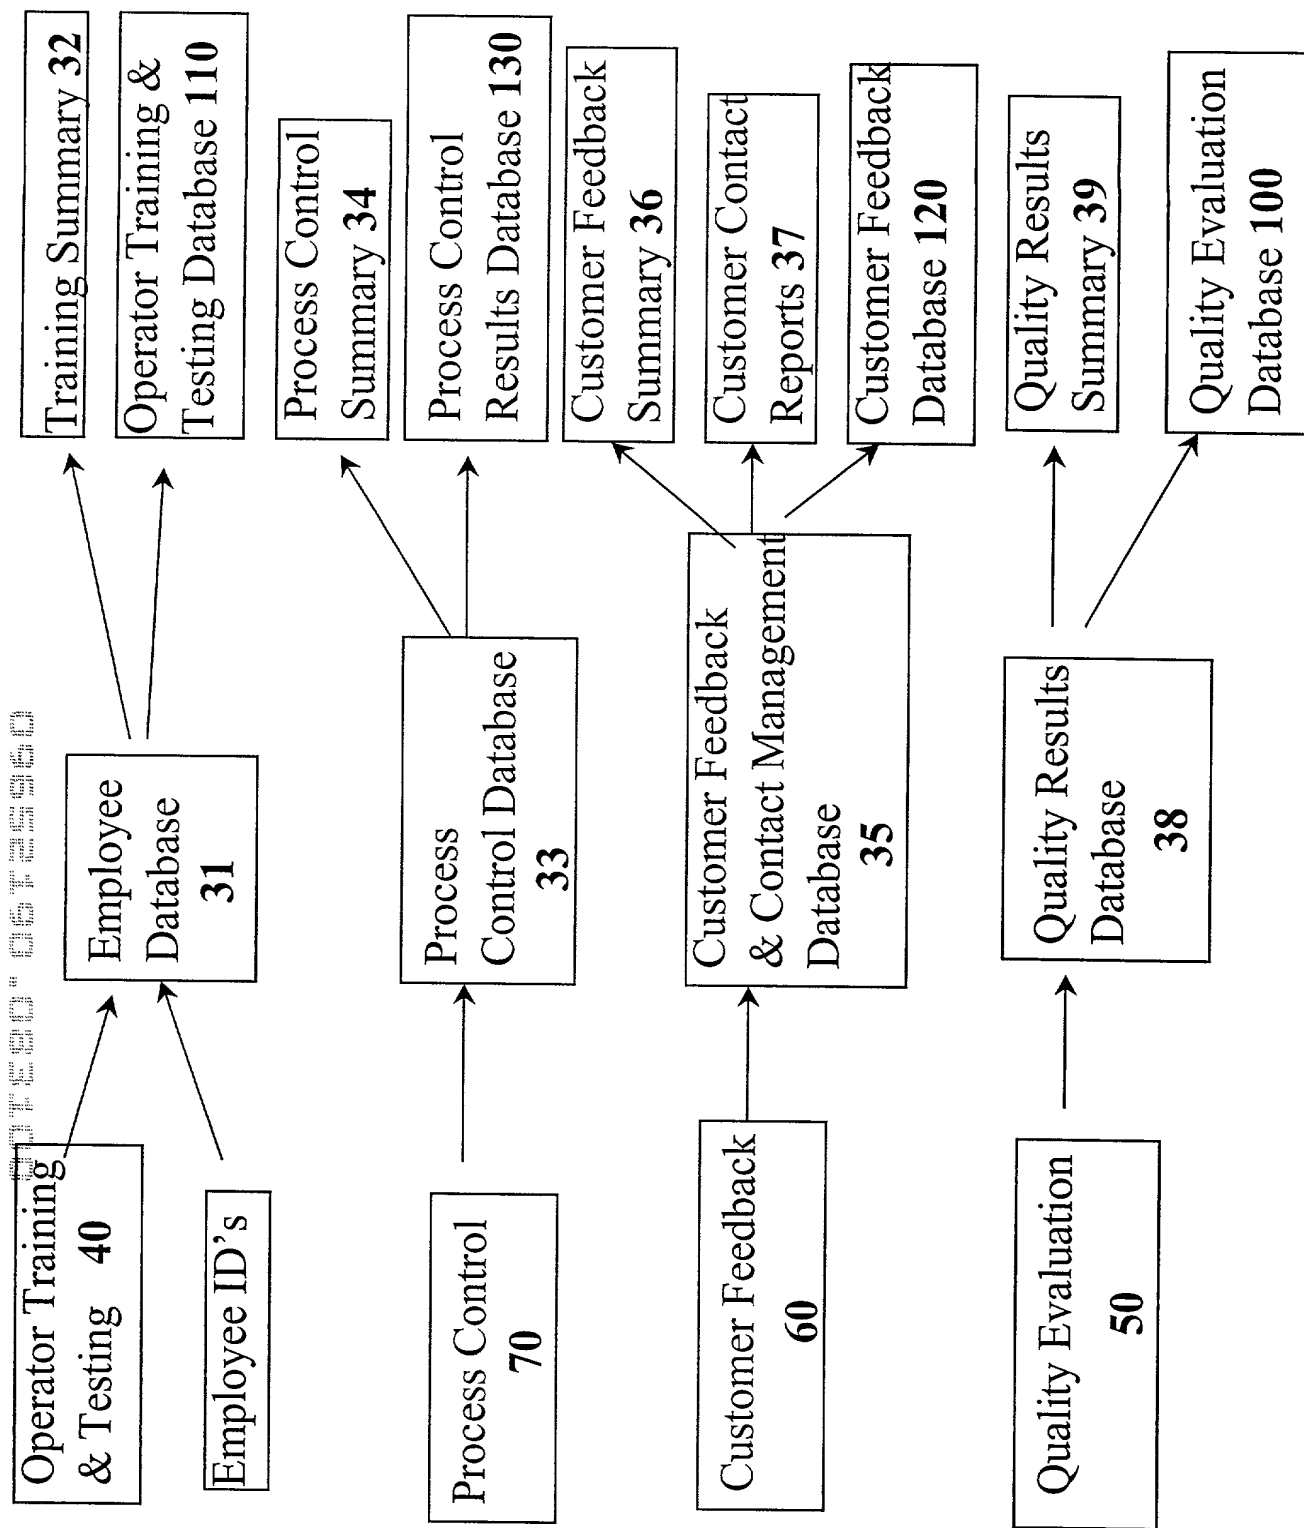 Operator Training
& Testing 40
Employee ID's
Employee
Database
31
Training Summary 32
Operator Training &
Testing Database 110
Process Control
70
Process
Control Database
33
Process Control
Summary 34
Process Control
Results Database 130
Customer Feedback
60
Customer Feedback
& Contact Management
Database
35
Customer Feedback
Summary 36
Customer Contact
Reports 37
Customer Feedback
Database 120
Quality Evaluation
50
Quality Results
Database
38
Quality Results
Summary 39
Quality Evaluation
Database 100